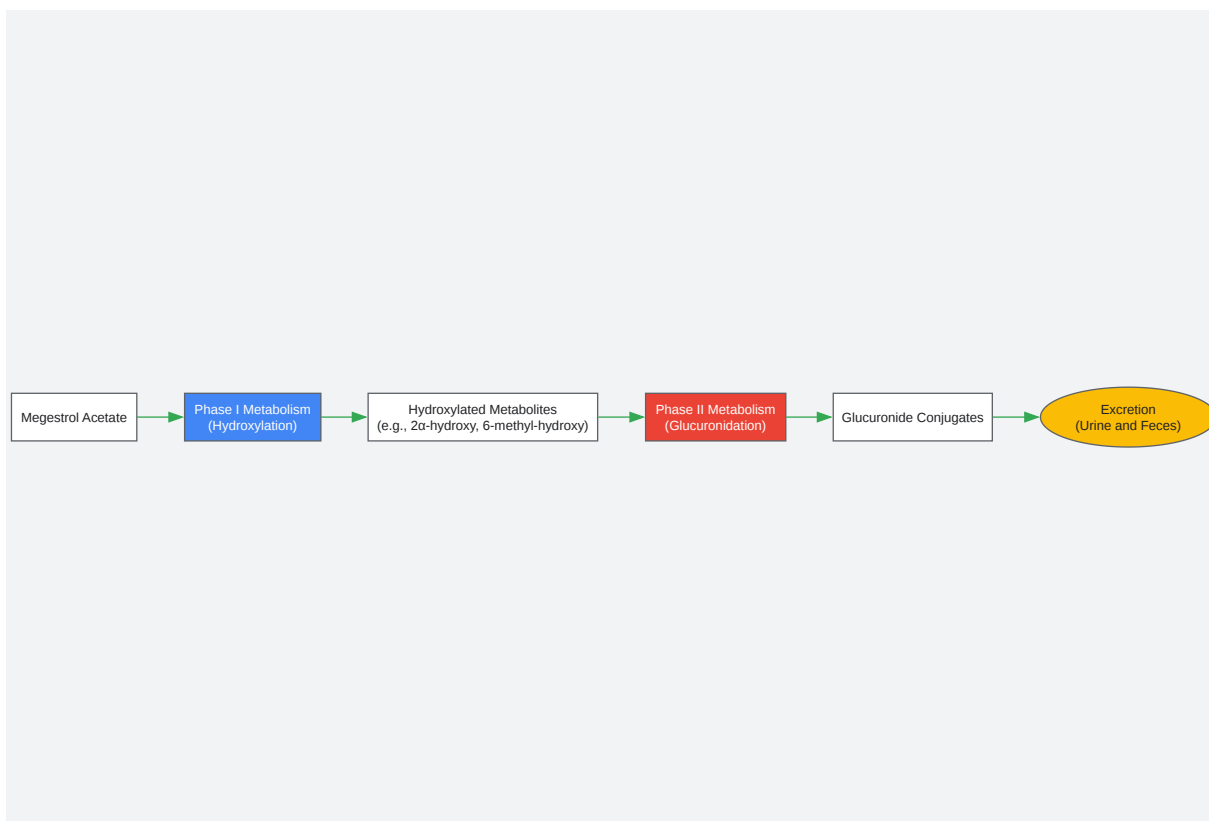 Megestrol Acetate
Phase I Metabolism
(Hydroxylation)
Hydroxylated Metabolites
(e.g., 2α-hydroxy, 6-methyl-hydroxy)
Phase II Metabolism
(Glucuronidation)
Glucuronide Conjugates
Excretion
(Urine and Feces)